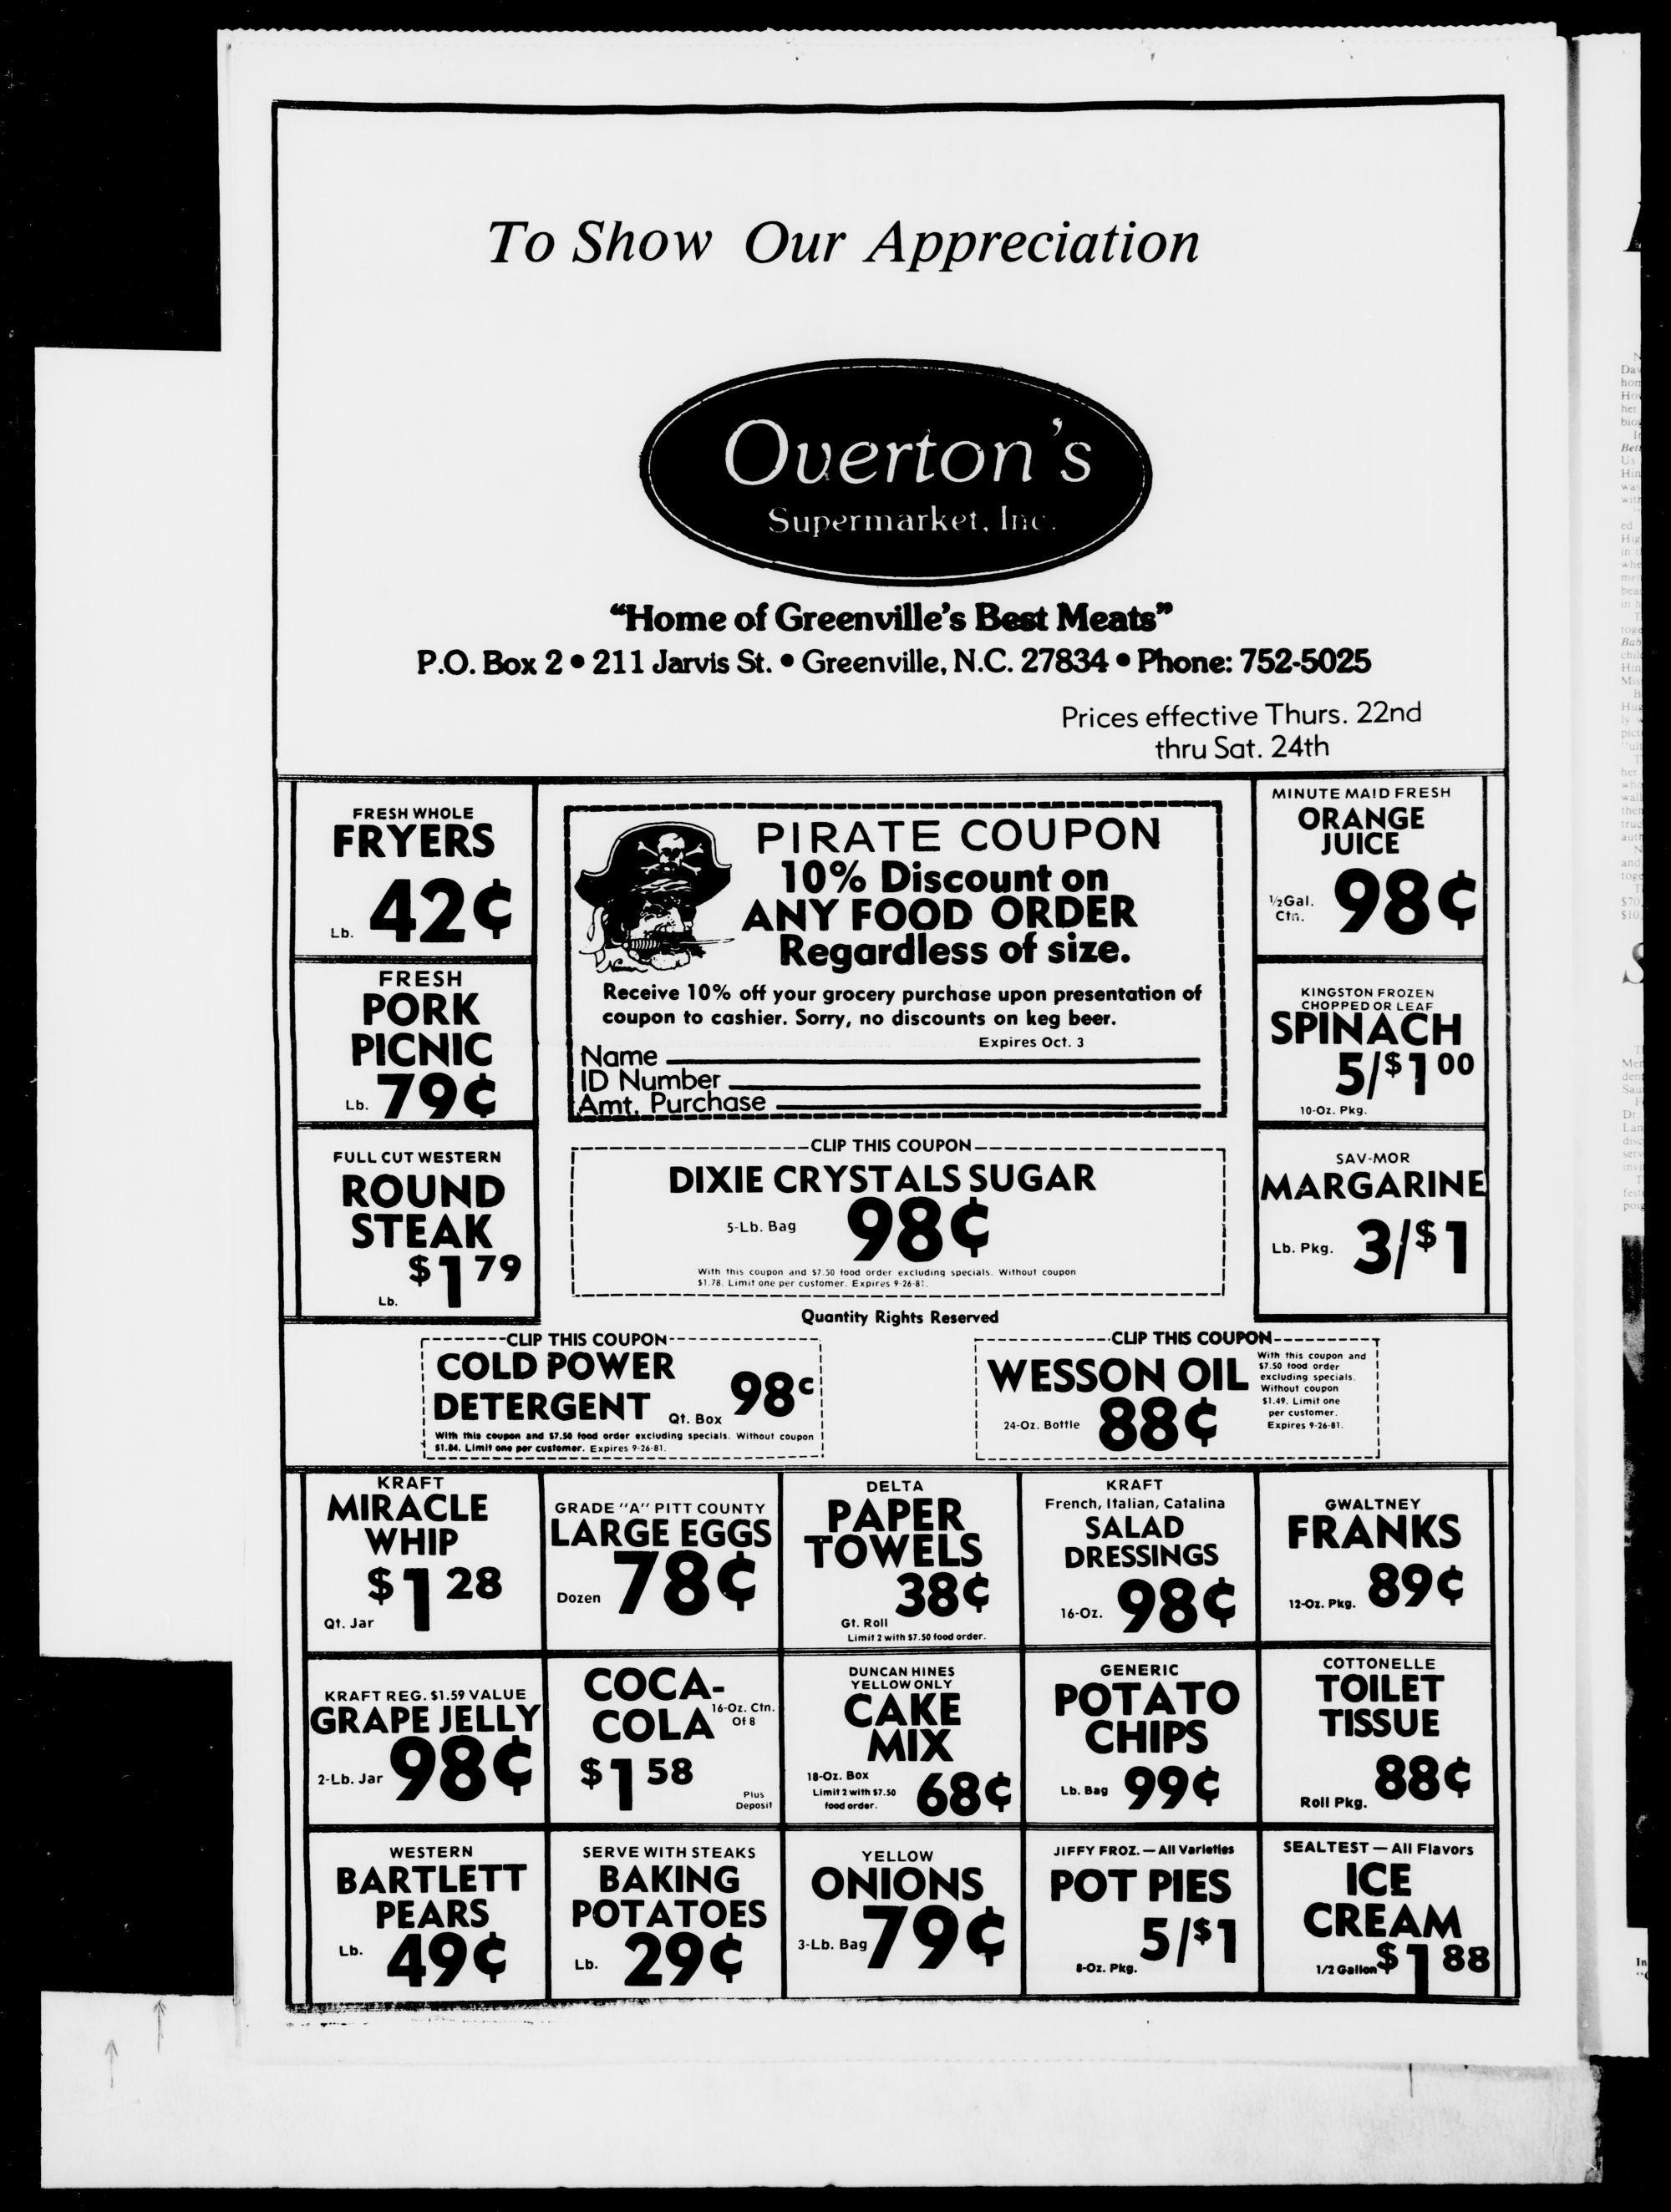 To Show Our Appreciation
Overton's
Supermarket, Inc.
"Home of Greenville's Best Meats"
P.O. Box 2 • 211 Jarvis St. • Greenville, N.C. 27834 • Phone: 752-5025
Prices effective Thurs. 22nd
thru Sat. 24th
FRESH WHOLE
FRYERS
Lb. 42¢
FRESH
PORK
PICNIC
Lb. 79¢
FULL CUT WESTERN
ROUND
STEAK
$1 79
Lb.
PIRATE COUPON
10% Discount on
ANY FOOD ORDER
Regardless of size.
Receive 10% off your grocery purchase upon presentation of
coupon to cashier. Sorry, no discounts on keg beer.
Expires Oct. 3
Name
ID Number
Amt. Purchase
CLIP THIS COUPON
DIXIE CRYSTALS SUGAR
5-Lb. Bag 98¢
With this coupon and $7.50 food order excluding specials. Without coupon
$1.78. Limit one per customer. Expires 9-26-81.
Quantity Rights Reserved
MINUTE MAID FRESH
ORANGE
JUICE
½Gal.
Ctn. 98¢
KINGSTON FROZEN
CHOPPED OR LEAF
SPINACH
5/$1 00
10-Oz. Pkg.
SAV-MOR
MARGARINE
Lb. Pkg. 3/$1
CLIP THIS COUPON
COLD POWER
DETERGENT
Qt. Box 98¢
With this coupon and $7.50 food order excluding specials. Without coupon
$1.84. Limit one per customer. Expires 9-26-81.
CLIP THIS COUPON
WESSON OIL
24-Oz. Bottle 88¢
With this coupon and
$7.50 food order
excluding specials.
Without coupon
$1.49. Limit one
per customer.
Expires 9-26-81.
KRAFT
MIRACLE
WHIP
$1 28
Qt. Jar
GRADE "A" PITT COUNTY
LARGE EGGS
Dozen 78¢
DELTA
PAPER
TOWELS
38¢
Gt. Roll
Limit 2 with $7.50 food order.
KRAFT
French, Italian, Catalina
SALAD
DRESSINGS
16-Oz. 98¢
GWALTNEY
FRANKS
12-Oz. Pkg. 89¢
KRAFT REG. $1.59 VALUE
GRAPE JELLY
2-Lb. Jar 98¢
COCA-
COLA
16-Oz. Ctn.
Of 8
$1 58
Plus
Deposit
DUNCAN HINES
YELLOW ONLY
CAKE
MIX
18-Oz. Box
Limit 2 with $7.50
food order.
68¢
GENERIC
POTATO
CHIPS
Lb. Bag 99¢
COTTONELLE
TOILET
TISSUE
88¢
Roll Pkg.
WESTERN
BARTLETT
PEARS
Lb. 49¢
SERVE WITH STEAKS
BAKING
POTATOES
Lb. 29¢
YELLOW
ONIONS
3-Lb. Bag 79¢
JIFFY FROZ. — All Varieties
POT PIES
5/$1
8-Oz. Pkg.
SEALTEST — All Flavors
ICE
CREAM
1/2 Gallon $1 88